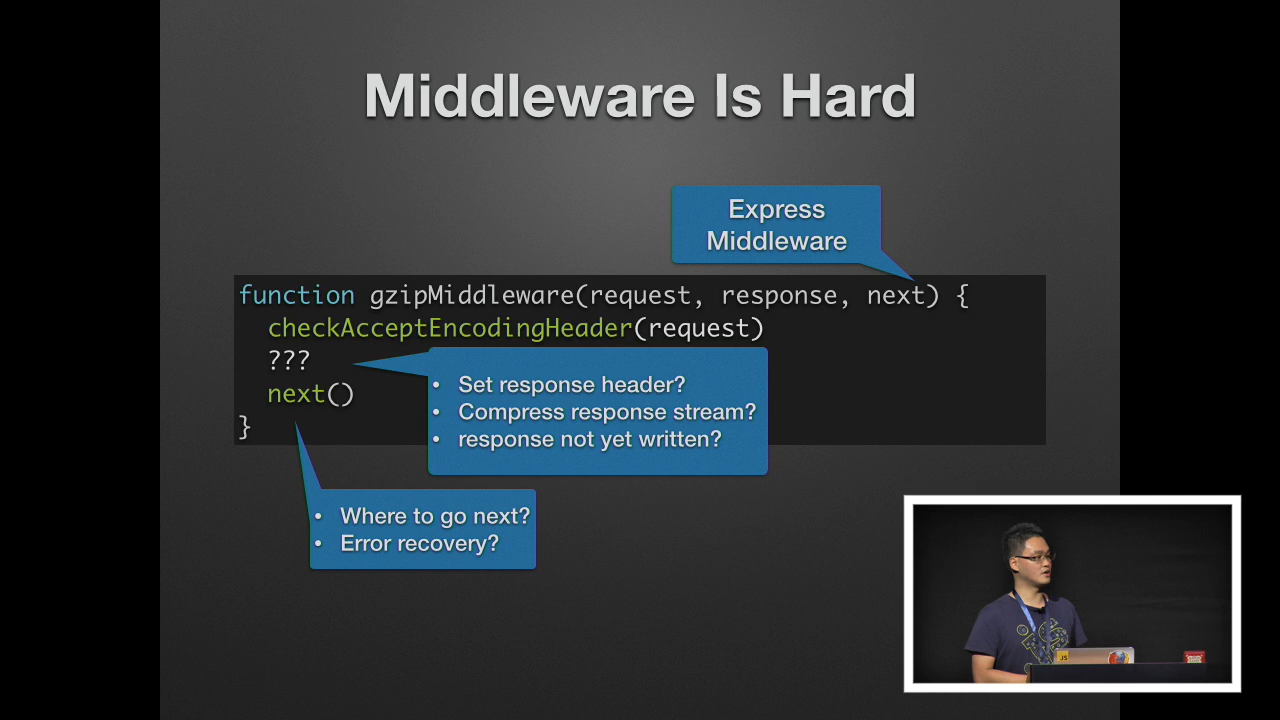 Middleware Is Hard
Express
Middleware
function gzipMiddleware(request, response, next) {
checkAcceptEncodingHeader(request)
???
next()
}
• Set response header?
• Compress response stream?
• response not yet written?
• Where to go next?
• Error recovery?
JS